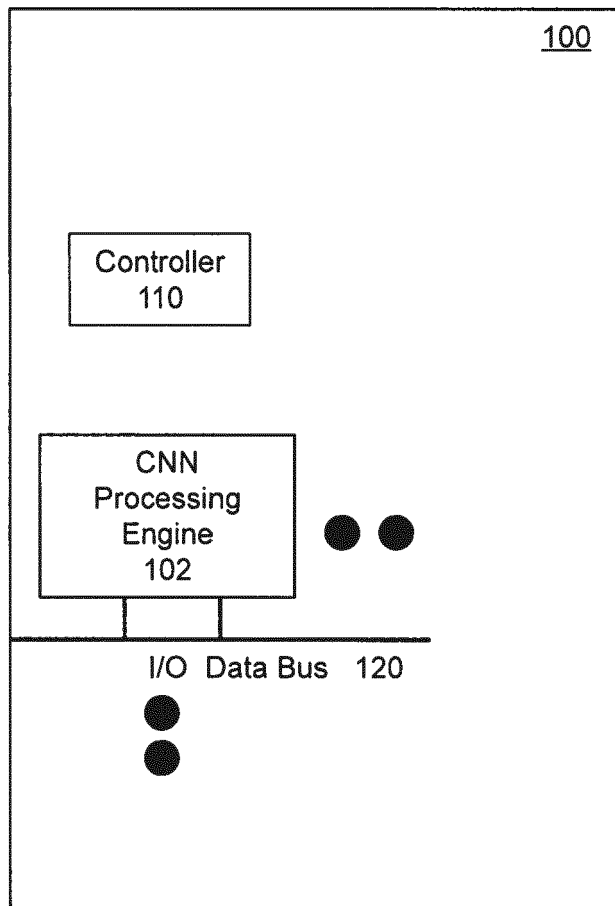 100
Controller
110
CNN
Processing
Engine
102
I/O Data Bus 120